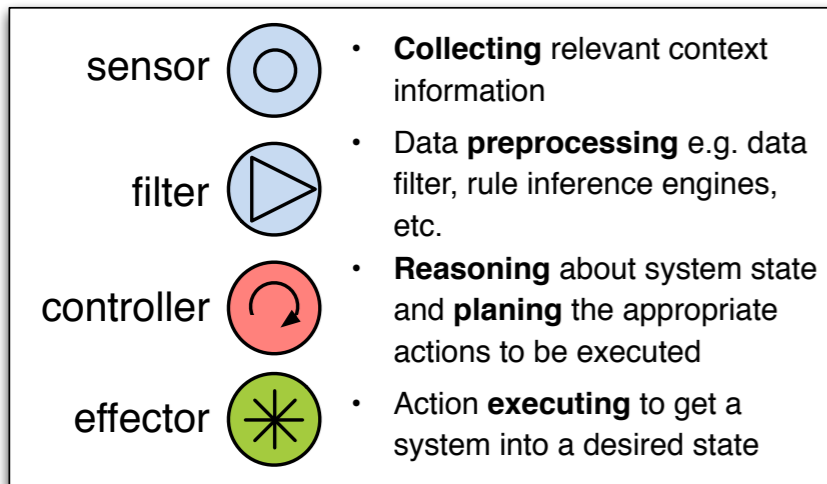 sensor
• Collecting relevant context
information
filter
• Data preprocessing e.g. data
filter, rule inference engines,
etc.
controller
• Reasoning about system state
and planing the appropriate
actions to be executed
effector
• Action executing to get a
system into a desired state